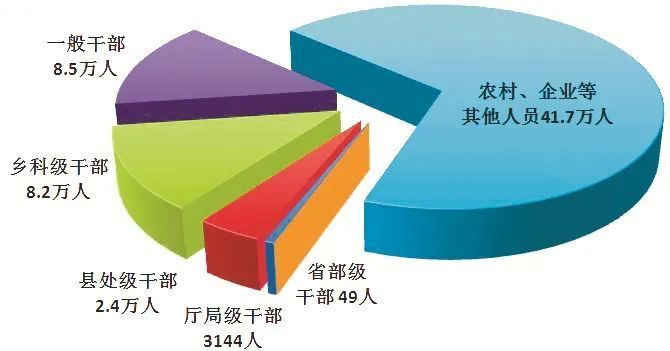 一般干部
8.5万人
农村、企业等
其他人员41.7万人
乡科级干部
8.2万人
县处级干部
2.4万人
厅局级干部
3144人
省部级
干部 49人